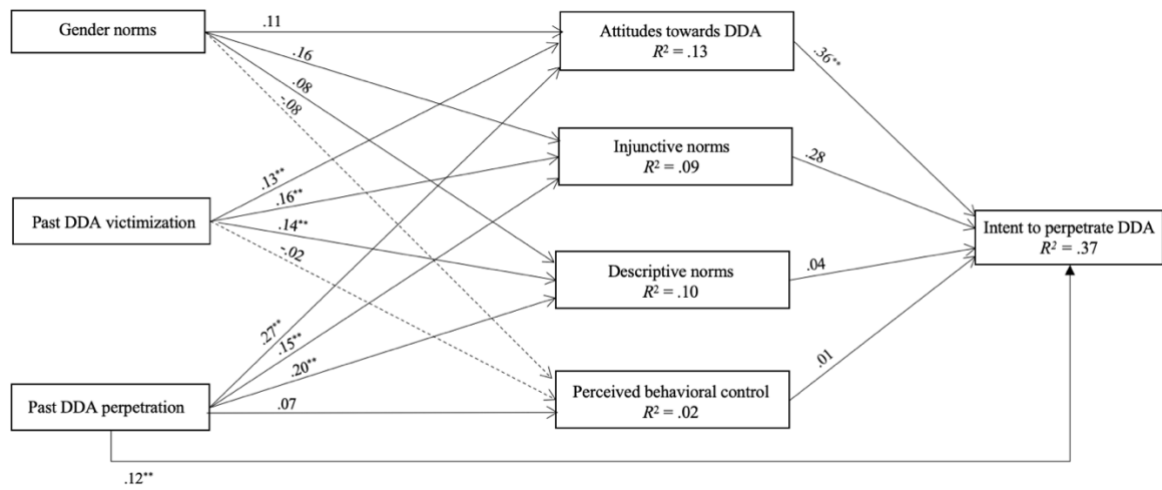 Gender norms
.11
Attitudes towards DDA
R² = .13
.36**
.16
.08
-.08
Injunctive norms
R² = .09
.28
.13**
.16**
Past DDA victimization
.14**
-.02
Intent to perpetrate DDA
R² = .37
Descriptive norms
R² = .10
.04
.27**
.15**
.20**
.01
Past DDA perpetration
.07
Perceived behavioral control
R² = .02
.12**